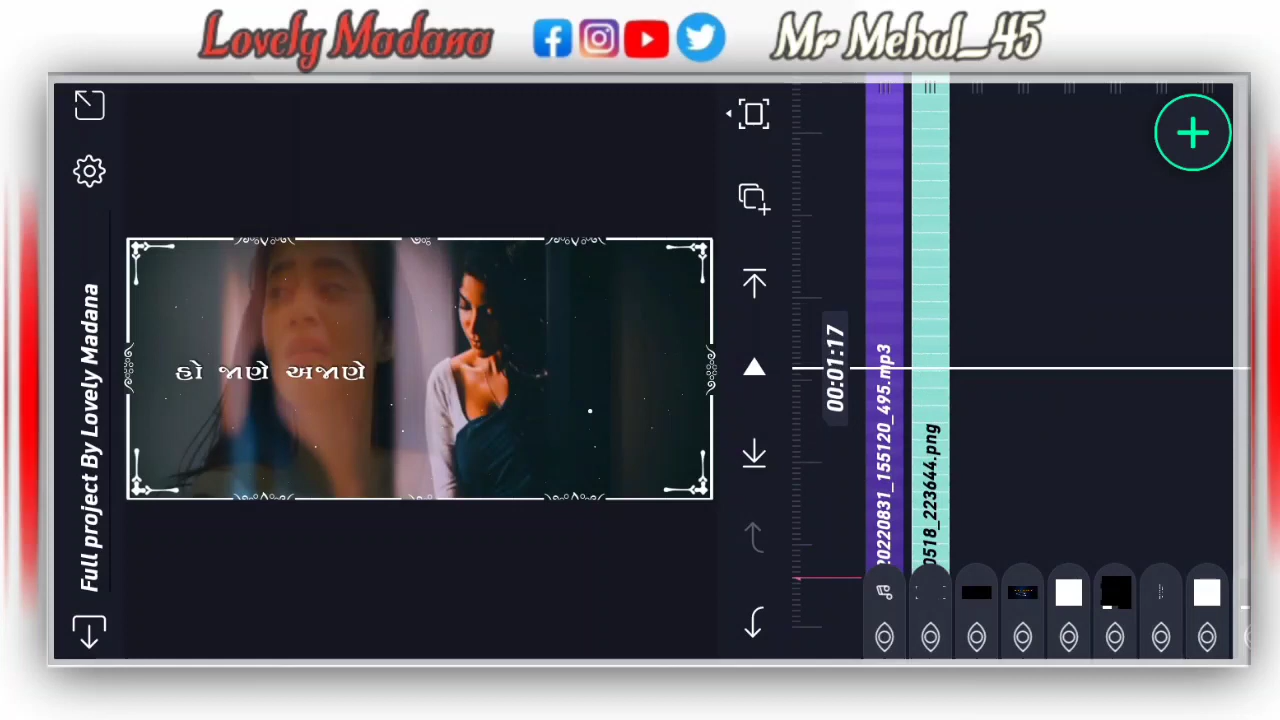 Lovely Madana
Mr Mehul_45
Full project By Lovely Madana
હો જાણે અજાણે
00:01:17
20220831_155120_495.mp3
0518_223644.png